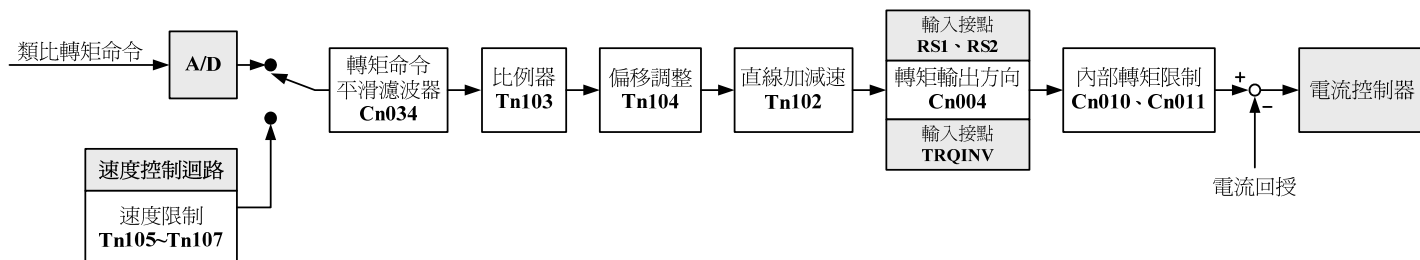 類比轉矩命令
A/D
轉矩命令
平滑濾波器
Cn034
比例器
Tn103
偏移調整
Tn104
直線加減速
Tn102
輸入接點
RS1、RS2
轉矩輸出方向
Cn004
輸入接點
TRQINV
內部轉矩限制
Cn010、Cn011
+
−
電流控制器
電流回授
速度控制迴路
速度限制
Tn105~Tn107